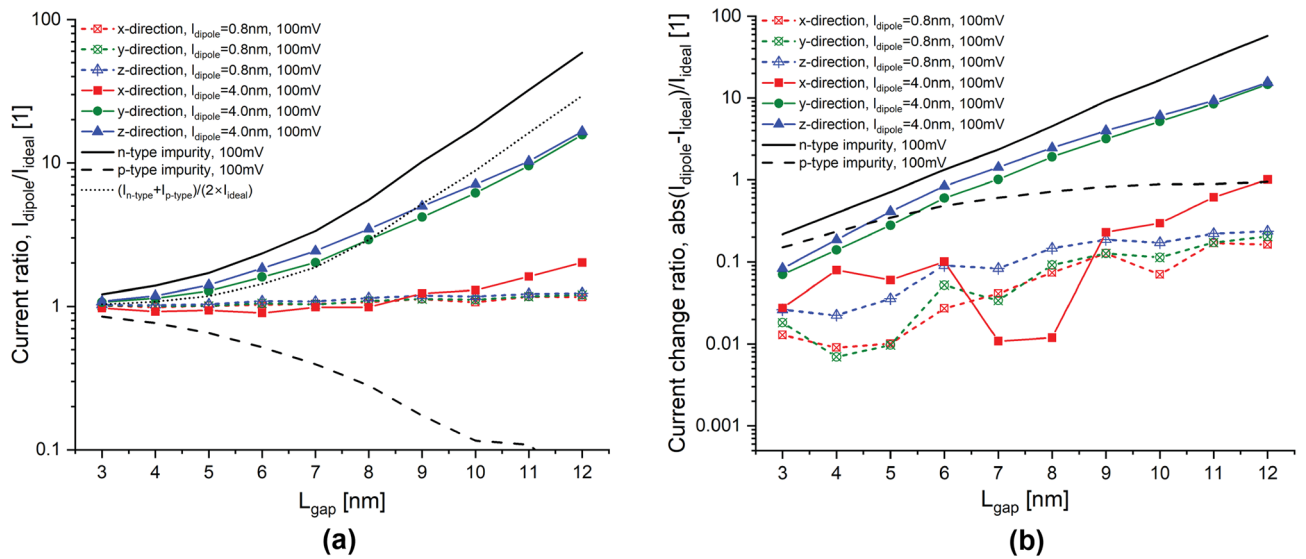 100
10
1
0.1
Current ratio, I_dipole/I_ideal [1]
x-direction, l_dipole=0.8nm, 100mV
y-direction, l_dipole=0.8nm, 100mV
z-direction, l_dipole=0.8nm, 100mV
x-direction, l_dipole=4.0nm, 100mV
y-direction, l_dipole=4.0nm, 100mV
z-direction, l_dipole=4.0nm, 100mV
n-type impurity, 100mV
p-type impurity, 100mV
(I_n-type+I_p-type)/(2×I_ideal)
3 4 5 6 7 8 9 10 11 12
L_gap [nm]
(a)
100
10
1
0.1
0.01
0.001
Current change ratio, abs(I_dipole-I_ideal)/I_ideal [1]
x-direction, l_dipole=0.8nm, 100mV
y-direction, l_dipole=0.8nm, 100mV
z-direction, l_dipole=0.8nm, 100mV
x-direction, l_dipole=4.0nm, 100mV
y-direction, l_dipole=4.0nm, 100mV
z-direction, l_dipole=4.0nm, 100mV
n-type impurity, 100mV
p-type impurity, 100mV
3 4 5 6 7 8 9 10 11 12
L_gap [nm]
(b)